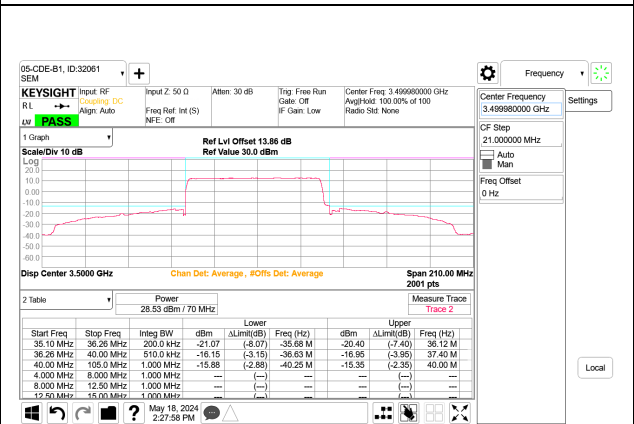 05-CDE-B1, ID:32061
SEM
Frequency
KEYSIGHT Input: RF Input Z: 50 Ω Atten: 30 dB Trig: Free Run Center Freq: 3.499980000 GHz
Coupling: DC Gate: Off Avg|Hold: 100.00% of 100
R L Align: Auto Freq Ref: Int (S) IF Gain: Low Radio Std: None
NFE: Off
PASS
Center Frequency
3.499980000 GHz
Settings
CF Step
21.000000 MHz
Auto
Man
Freq Offset
0 Hz
Local
1 Graph
Ref Lvl Offset 13.86 dB
Scale/Div 10 dB Ref Value 30.0 dBm
Log
20.0
10.0
0.00
-10.0
-20.0
-30.0
-40.0
-50.0
-60.0
Disp Center 3.5000 GHz Chan Det: Average , #Offs Det: Average Span 210.00 MHz
2001 pts
2 Table Power Measure Trace
28.53 dBm / 70 MHz Trace 2
Lower Upper
Start Freq Stop Freq Integ BW dBm ΔLimit(dB) Freq (Hz) dBm ΔLimit(dB) Freq (Hz)
35.10 MHz 36.26 MHz 200.0 kHz -21.07 (-8.07) -35.68 M -20.40 (-7.40) 36.12 M
36.26 MHz 40.00 MHz 510.0 kHz -16.15 (-3.15) -36.63 M -16.95 (-3.95) 37.40 M
40.00 MHz 105.0 MHz 1.000 MHz -15.88 (-2.88) -40.25 M -15.35 (-2.35) 40.00 M
4.000 MHz 8.000 MHz 1.000 MHz --- (---) --- --- (---) ---
8.000 MHz 12.50 MHz 1.000 MHz --- (---) --- --- (---) ---
12.50 MHz 15.00 MHz 1.000 MHz --- (---) --- --- (---) ---
May 18, 2024
2:27:58 PM